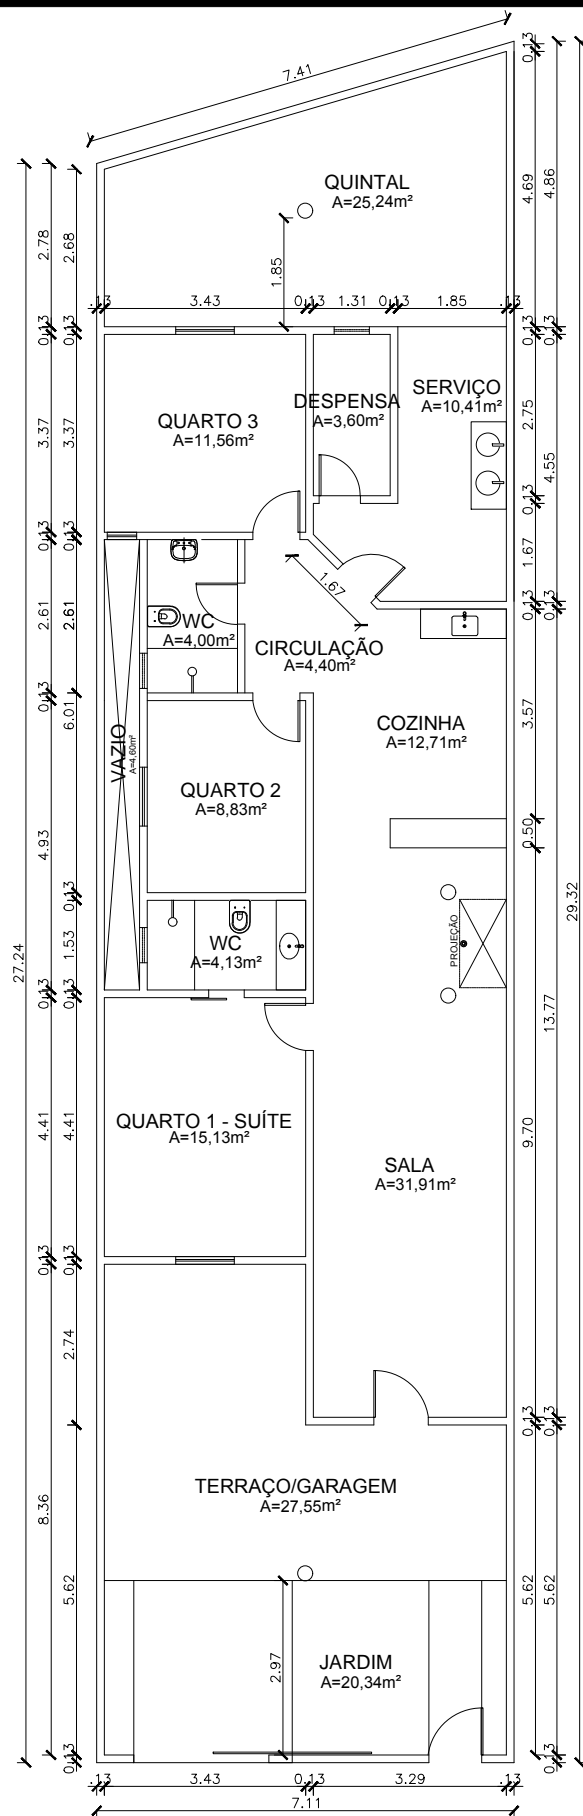 7.41
0.13
QUINTAL
A=25,24m²
4.69
4.86
2.78
2.68
1.85
.13
3.43
0.13
1.31
0.13
1.85
.13
0.13
0.13
0.13
0.13
DESPENSA
A=3,60m²
SERVIÇO
A=10,41m²
QUARTO 3
A=11,56m²
3.37
3.37
2.75
4.55
0.13
0.13
0.13
1.67
1.67
2.61
2.61
WC
A=4,00m²
CIRCULAÇÃO
A=4,40m²
0.13
0.13
0.13
6.01
VAZIO
A=4,60m²
COZINHA
A=12,71m²
3.57
QUARTO 2
A=8,83m²
0.50
4.93
0.13
1.53
WC
A=4,13m²
PROJEÇÃO
29.32
27.24
0.13
0.13
13.77
QUARTO 1 - SUÍTE
A=15,13m²
4.41
4.41
SALA
A=31,91m²
9.70
0.13
0.13
2.74
0.13
0.13
TERRAÇO/GARAGEM
A=27,55m²
8.36
5.62
5.62
5.62
2.97
JARDIM
A=20,34m²
0.13
0.13
.13
3.43
0.13
3.29
.13
7.11